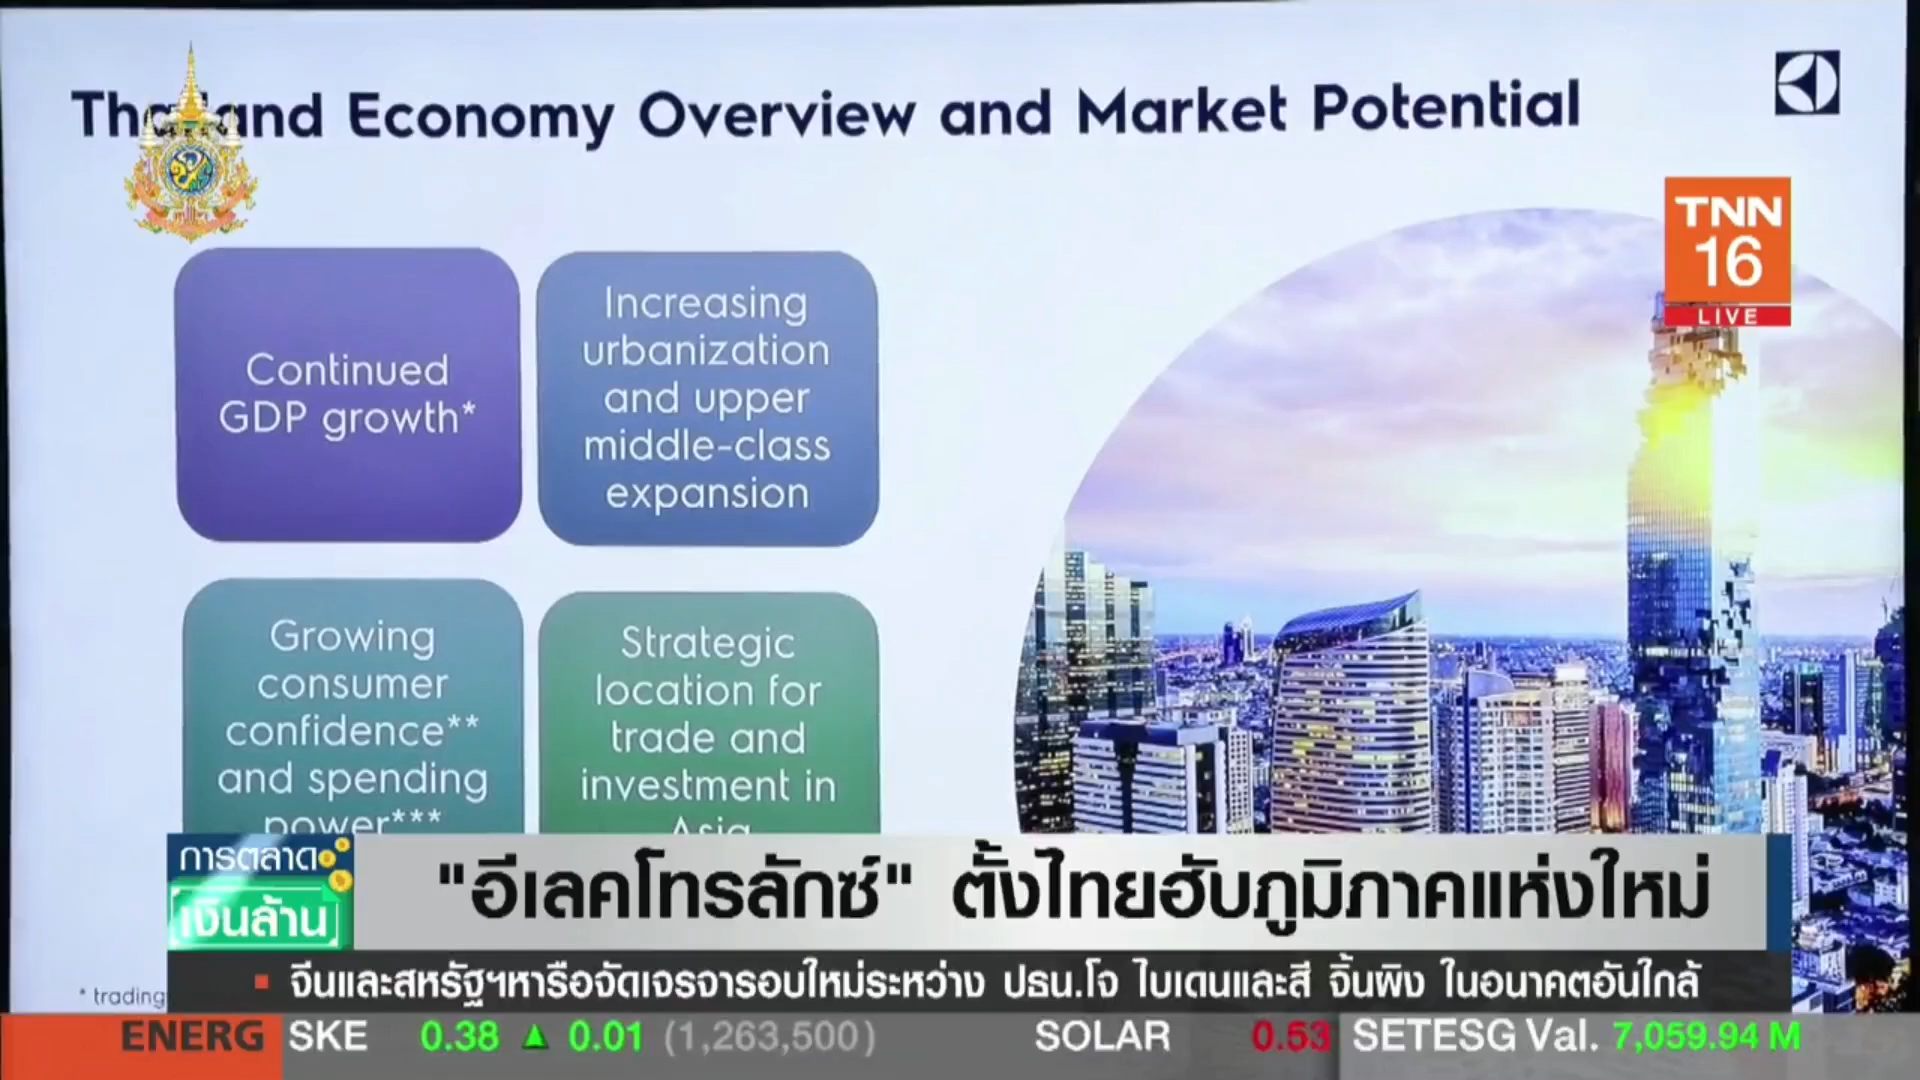 Thailand Economy Overview and Market Potential
TNN
16
LIVE
Continued
GDP growth*
Increasing
urbanization
and upper
middle-class
expansion
Growing
consumer
confidence**
and spending
power***
Strategic
location for
trade and
investment in
Asia
การตลาด
เงินล้าน
"อีเลคโทรลักซ์" ตั้งไทยฮับภูมิภาคแห่งใหม่
จีนและสหรัฐฯหารือจัดเจรจารอบใหม่ระหว่าง ปธน.โจ ไบเดนและสี จิ้นผิง ในอนาคตอันใกล้
* trading
ENERG SKE 0.38 ▲ 0.01 (1,263,500) SOLAR 0.53 SETESG Val. 7,059.94 M